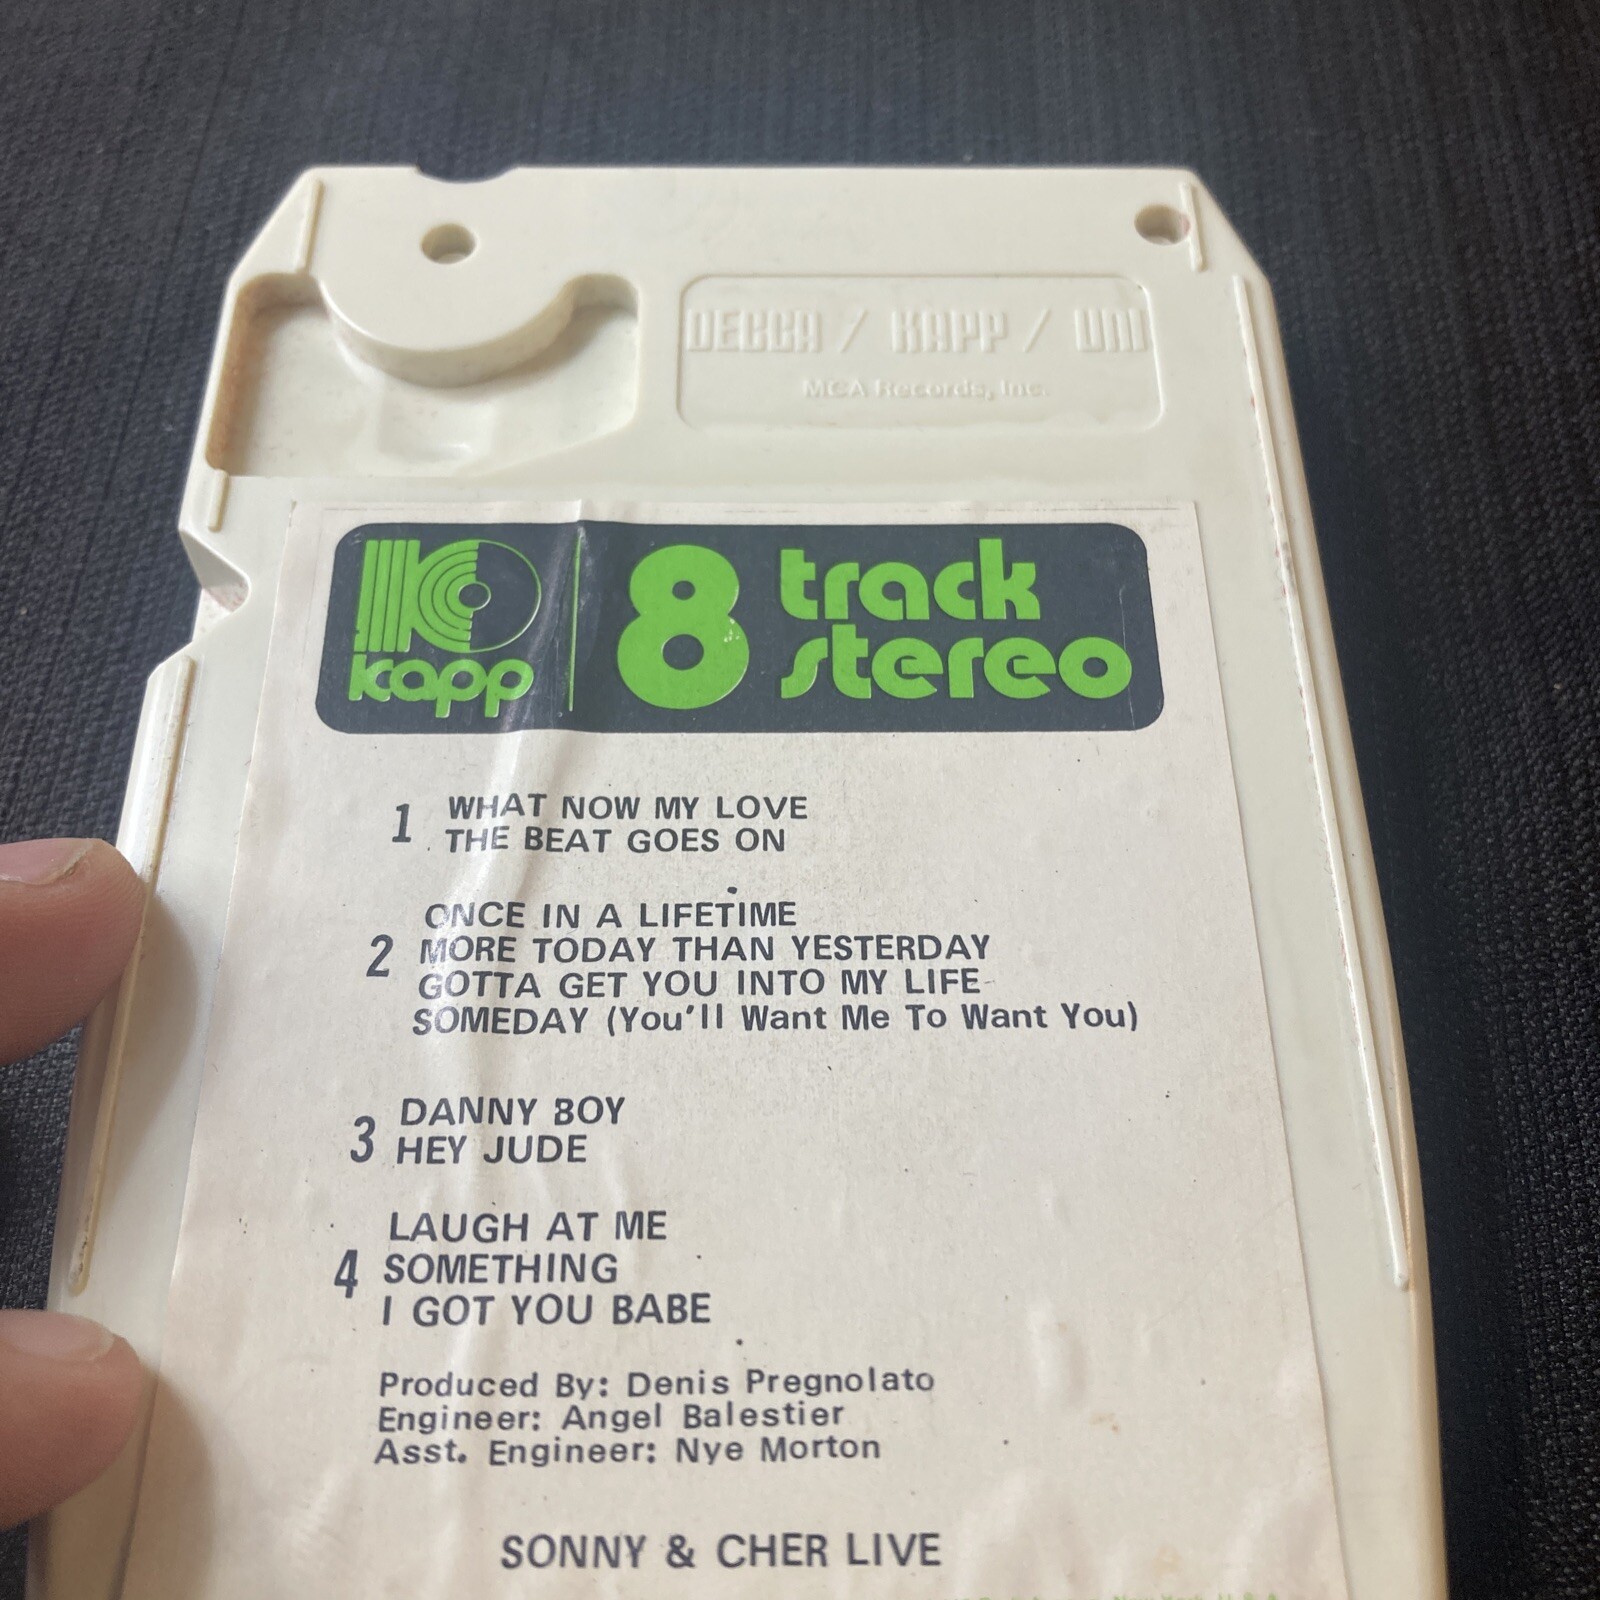 DECCA / KAPP / UNI
MCA Records, Inc.
kapp
8 track
stereo
1 WHAT NOW MY LOVE
THE BEAT GOES ON
ONCE IN A LIFETIME
2 MORE TODAY THAN YESTERDAY
GOTTA GET YOU INTO MY LIFE
SOMEDAY (You'll Want Me To Want You)
DANNY BOY
3 HEY JUDE
LAUGH AT ME
4 SOMETHING
I GOT YOU BABE
Produced By: Denis Pregnolato
Engineer: Angel Balestier
Asst. Engineer: Nye Morton
SONNY & CHER LIVE